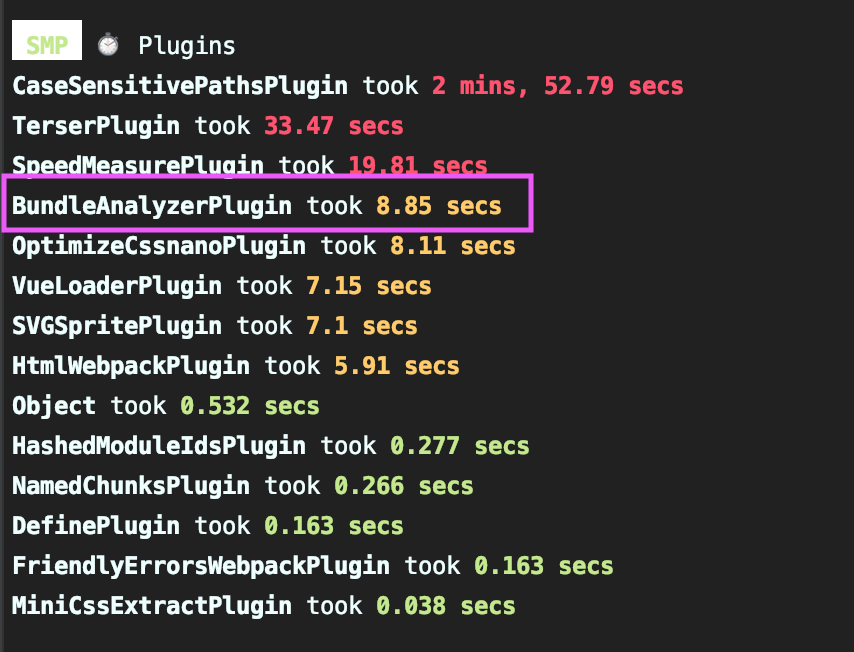 SMP ⏱ Plugins
CaseSensitivePathsPlugin took 2 mins, 52.79 secs
TerserPlugin took 33.47 secs
SpeedMeasurePlugin took 19.81 secs
BundleAnalyzerPlugin took 8.85 secs
OptimizeCssnanoPlugin took 8.11 secs
VueLoaderPlugin took 7.15 secs
SVGSpritePlugin took 7.1 secs
HtmlWebpackPlugin took 5.91 secs
Object took 0.532 secs
HashedModuleIdsPlugin took 0.277 secs
NamedChunksPlugin took 0.266 secs
DefinePlugin took 0.163 secs
FriendlyErrorsWebpackPlugin took 0.163 secs
MiniCssExtractPlugin took 0.038 secs